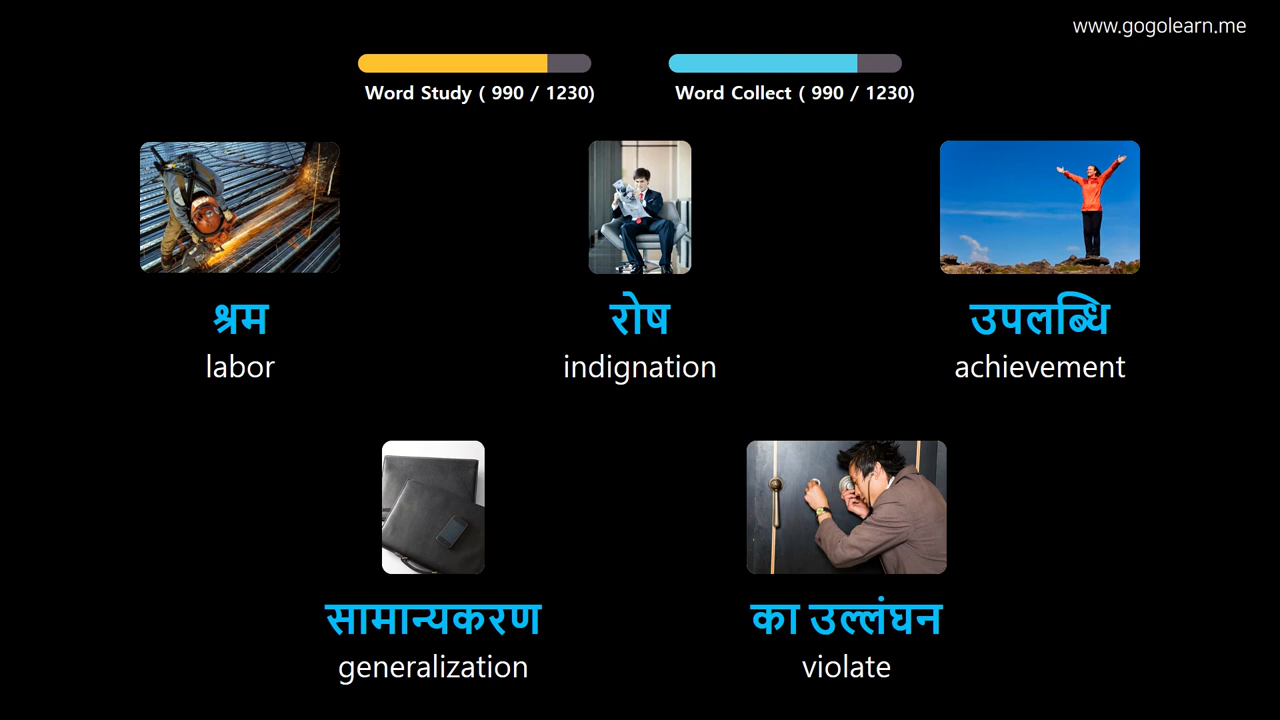 www.gogolearn.me
Word Study ( 990 / 1230)
Word Collect ( 990 / 1230)
श्रम
labor
रोष
indignation
उपलब्धि
achievement
सामान्यकरण
generalization
का उल्लंघन
violate